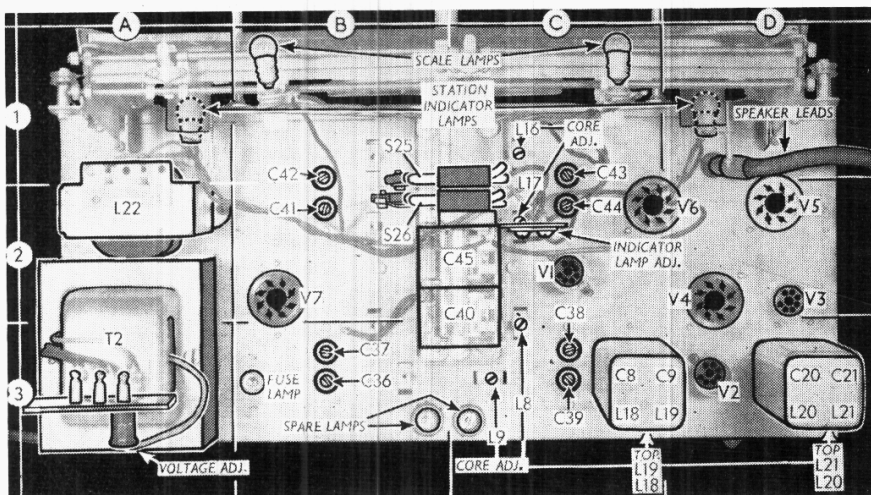 A B C D
SCALE LAMPS
STATION
INDICATOR
LAMPS
1
L16
CORE
ADJ.
SPEAKER LEADS
S25
C42
C43
L17
C41
C44
L22
V6
V5
S26
INDICATOR
LAMP ADJ.
2
C45
V1
V7
V4
V3
C40
C38
T2
C37
FUSE
LAMP
C36
C8 C9
V2
C20 C21
3
L18 L19
L20 L21
SPARE LAMPS
L9
L8
C39
VOLTAGE ADJ.
CORE ADJ.
TOP
L19
L18
TOP
L21
L20